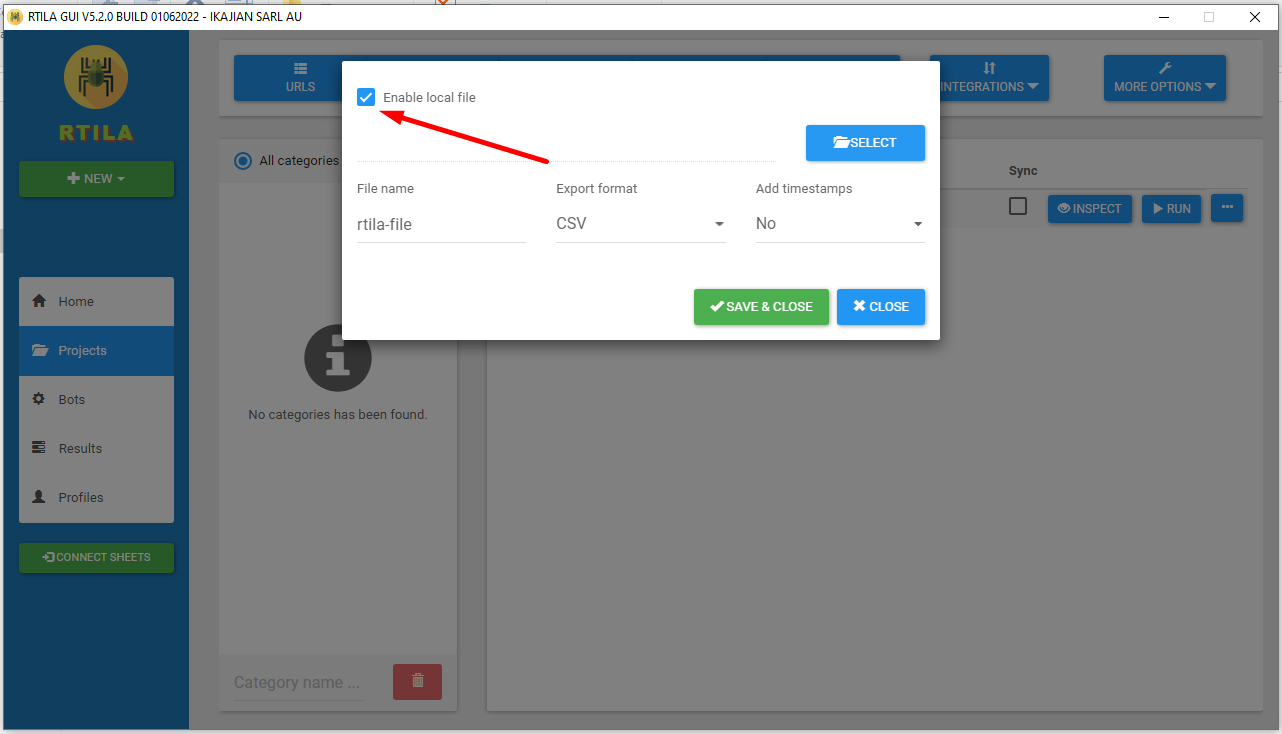 RTILA GUI V5.2.0 BUILD 01062022 - IKAJIAN SARL AU
RTILA
NEW
Home
Projects
Bots
Results
Profiles
CONNECT SHEETS
URLS
INTEGRATIONS
MORE OPTIONS
All categories
No categories has been found.
Category name ...
Sync
INSPECT
RUN
...
Enable local file
SELECT
File name
Export format
Add timestamps
rtila-file
CSV
No
SAVE & CLOSE
CLOSE